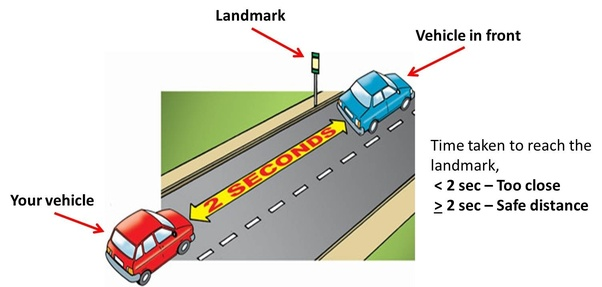 Landmark
Vehicle in front
2 SECONDS
Time taken to reach the
landmark,
< 2 sec – Too close
≥ 2 sec – Safe distance
Your vehicle